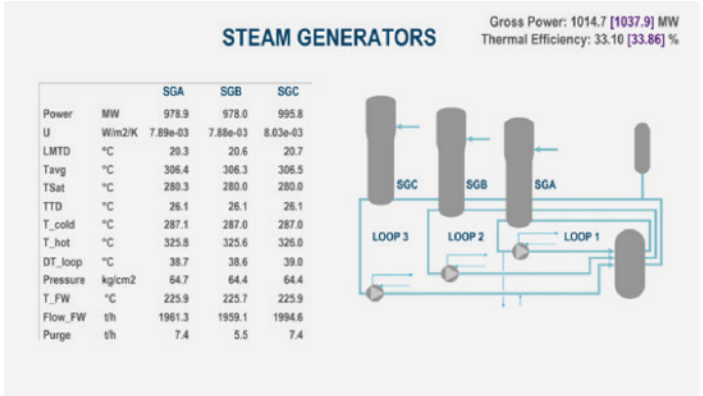 Gross Power: 1014.7 [1037.9] MW
STEAM GENERATORS
Thermal Efficiency: 33.10 [33.86] %
SGA SGB SGC
Power MW 978.9 978.0 995.8
U W/m2/K 7.89e-03 7.88e-03 8.03e-03
LMTD °C 20.3 20.6 20.7
Tavg °C 306.4 306.3 306.5
TSat °C 280.3 280.0 280.0
TTD °C 26.1 26.1 26.1
T_cold °C 287.1 287.0 287.0
T_hot °C 325.8 325.6 326.0
DT_loop °C 38.7 38.6 39.0
Pressure kg/cm2 64.7 64.4 64.4
T_FW °C 225.9 225.7 225.9
Flow_FW t/h 1961.3 1959.1 1994.6
Purge t/h 7.4 5.5 7.4
SGC SGB SGA
LOOP 3 LOOP 2 LOOP 1